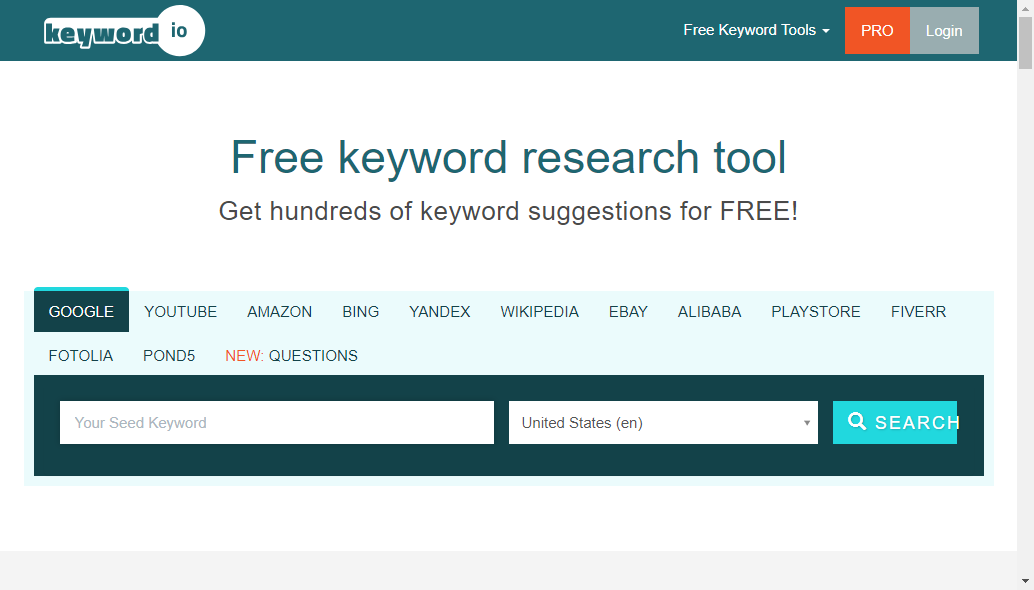 keyword io
Free Keyword Tools
PRO
Login
Free keyword research tool
Get hundreds of keyword suggestions for FREE!
GOOGLE YOUTUBE AMAZON BING YANDEX WIKIPEDIA EBAY ALIBABA PLAYSTORE FIVERR
FOTOLIA POND5 NEW: QUESTIONS
Your Seed Keyword
United States (en)
SEARCH